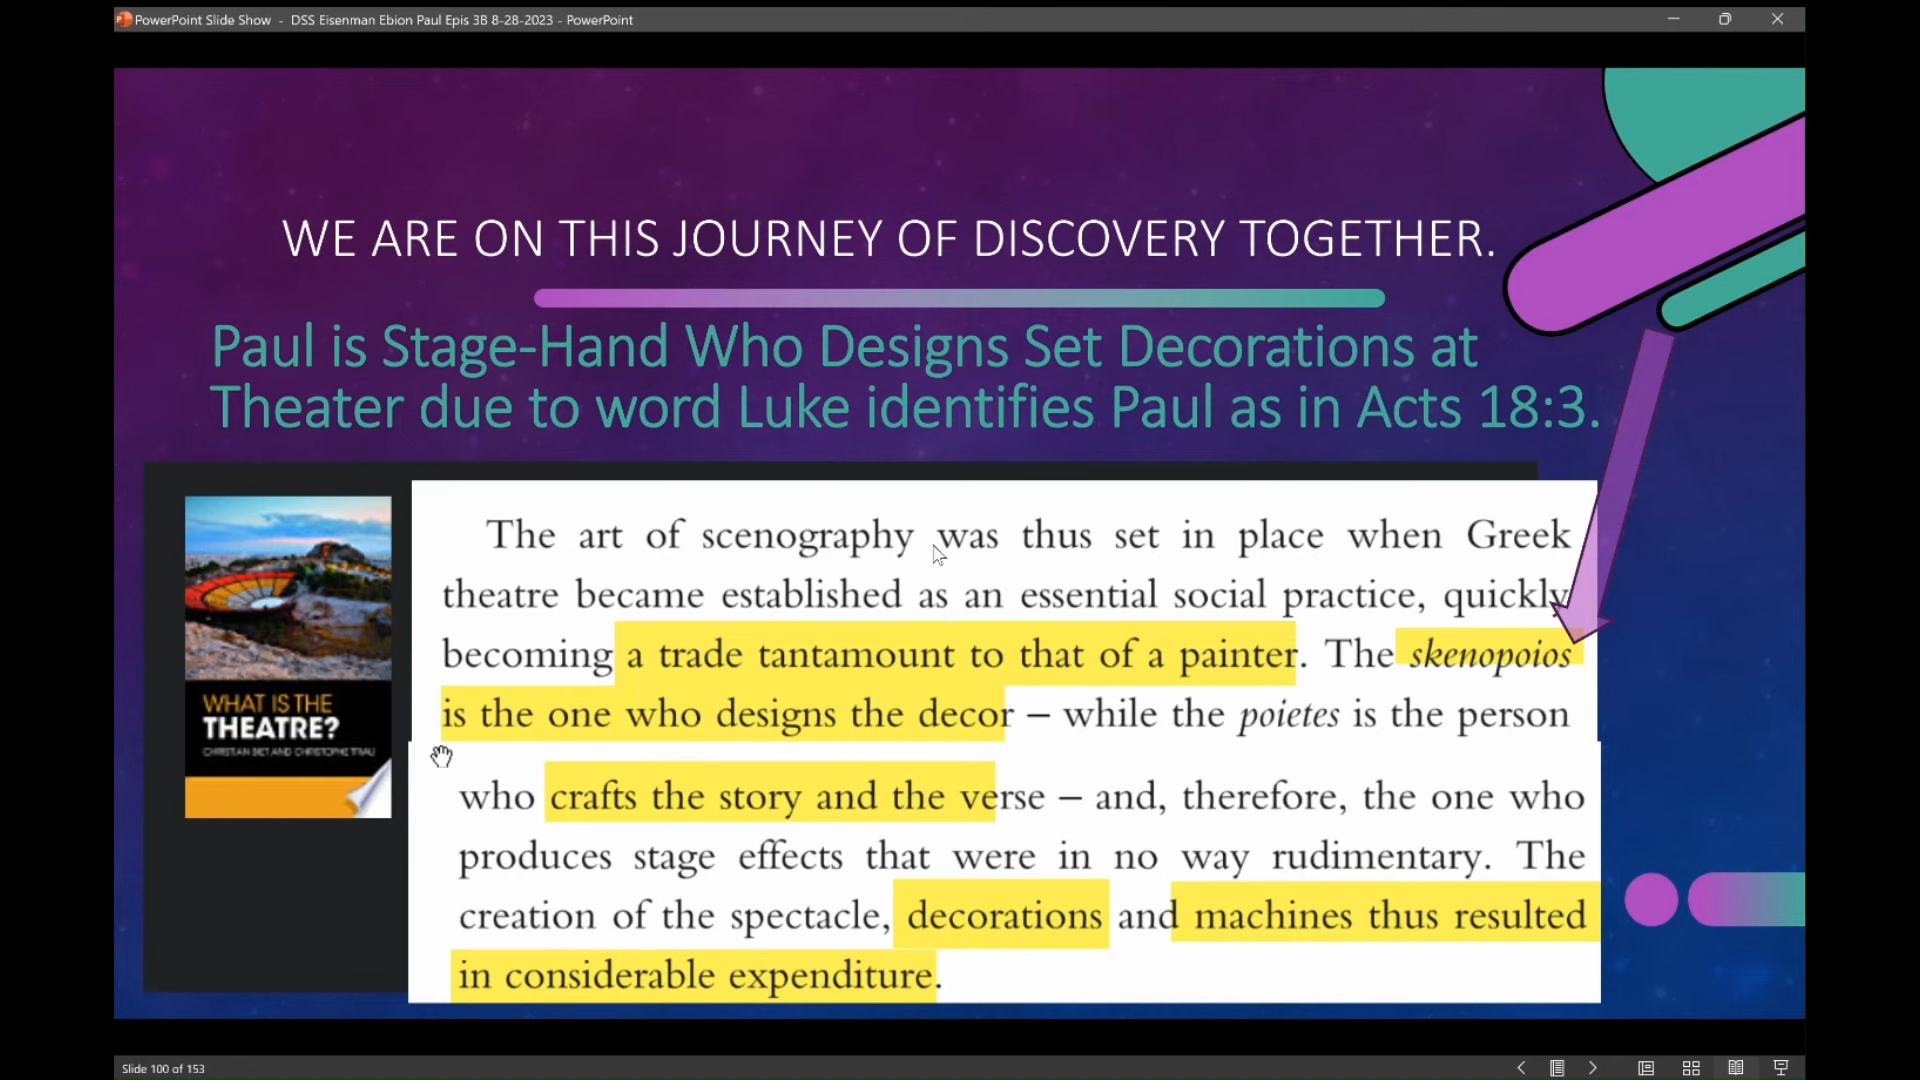 PowerPoint Slide Show - DSS Eisenman Ebion Paul Epis 3B 8-28-2023 - PowerPoint
WE ARE ON THIS JOURNEY OF DISCOVERY TOGETHER.
Paul is Stage-Hand Who Designs Set Decorations at
Theater due to word Luke identifies Paul as in Acts 18:3.
The art of scenography was thus set in place when Greek
theatre became established as an essential social practice, quickly
becoming a trade tantamount to that of a painter. The skenopoios
is the one who designs the decor – while the poietes is the person
who crafts the story and the verse – and, therefore, the one who
produces stage effects that were in no way rudimentary. The
creation of the spectacle, decorations and machines thus resulted
in considerable expenditure.
WHAT IS THE
THEATRE?
CHRISTIAN BIET AND CHRISTOPHE TRIAU
Slide 100 of 153